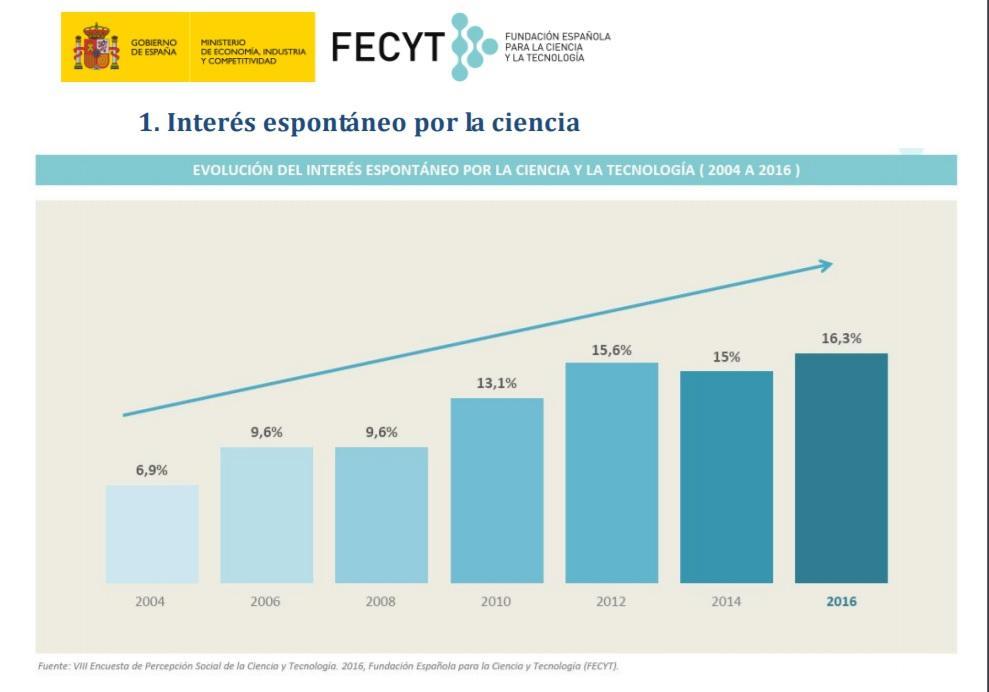 GOBIERNO
DE ESPAÑA
MINISTERIO
DE ECONOMÍA, INDUSTRIA
Y COMPETITIVIDAD
FECYT
FUNDACIÓN ESPAÑOLA
PARA LA CIENCIA
Y LA TECNOLOGÍA
1. Interés espontáneo por la ciencia
EVOLUCIÓN DEL INTERÉS ESPONTÁNEO POR LA CIENCIA Y LA TECNOLOGÍA ( 2004 A 2016 )
6,9%
9,6%
9,6%
13,1%
15,6%
15%
16,3%
2004
2006
2008
2010
2012
2014
2016
Fuente: VIII Encuesta de Percepción Social de la Ciencia y Tecnología. 2016, Fundación Española para la Ciencia y Tecnología (FECYT).